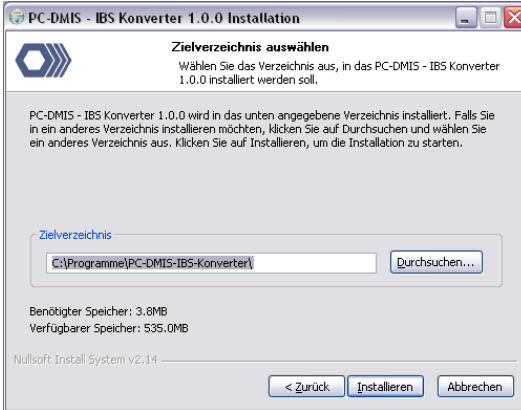 PC-DMIS - IBS Konverter 1.0.0 Installation
Zielverzeichnis auswählen
Wählen Sie das Verzeichnis aus, in das PC-DMIS - IBS Konverter
1.0.0 installiert werden soll.
PC-DMIS - IBS Konverter 1.0.0 wird in das unten angegebene Verzeichnis installiert. Falls Sie
in ein anderes Verzeichnis installieren möchten, klicken Sie auf Durchsuchen und wählen Sie
ein anderes Verzeichnis aus. Klicken Sie auf Installieren, um die Installation zu starten.
Zielverzeichnis
C:\Programme\PC-DMIS-IBS-Konverter\
Durchsuchen...
Benötigter Speicher: 3.8MB
Verfügbarer Speicher: 535.0MB
Nullsoft Install System v2.14
< Zurück
Installieren
Abbrechen